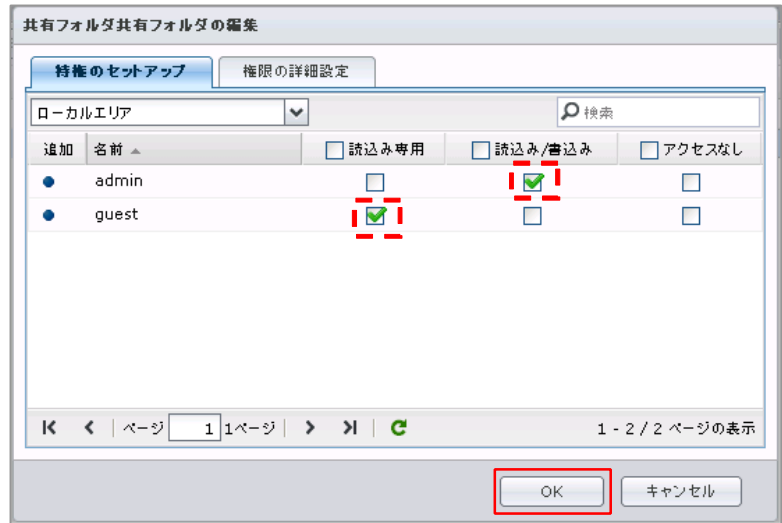 共有フォルダ共有フォルダの編集
特権のセットアップ 権限の詳細設定
ローカルエリア 検索
追加 名前 読込み専用 読込み/書込み アクセスなし
admin
guest
ページ 1 1ページ 1 - 2 / 2 ページの表示
OK キャンセル